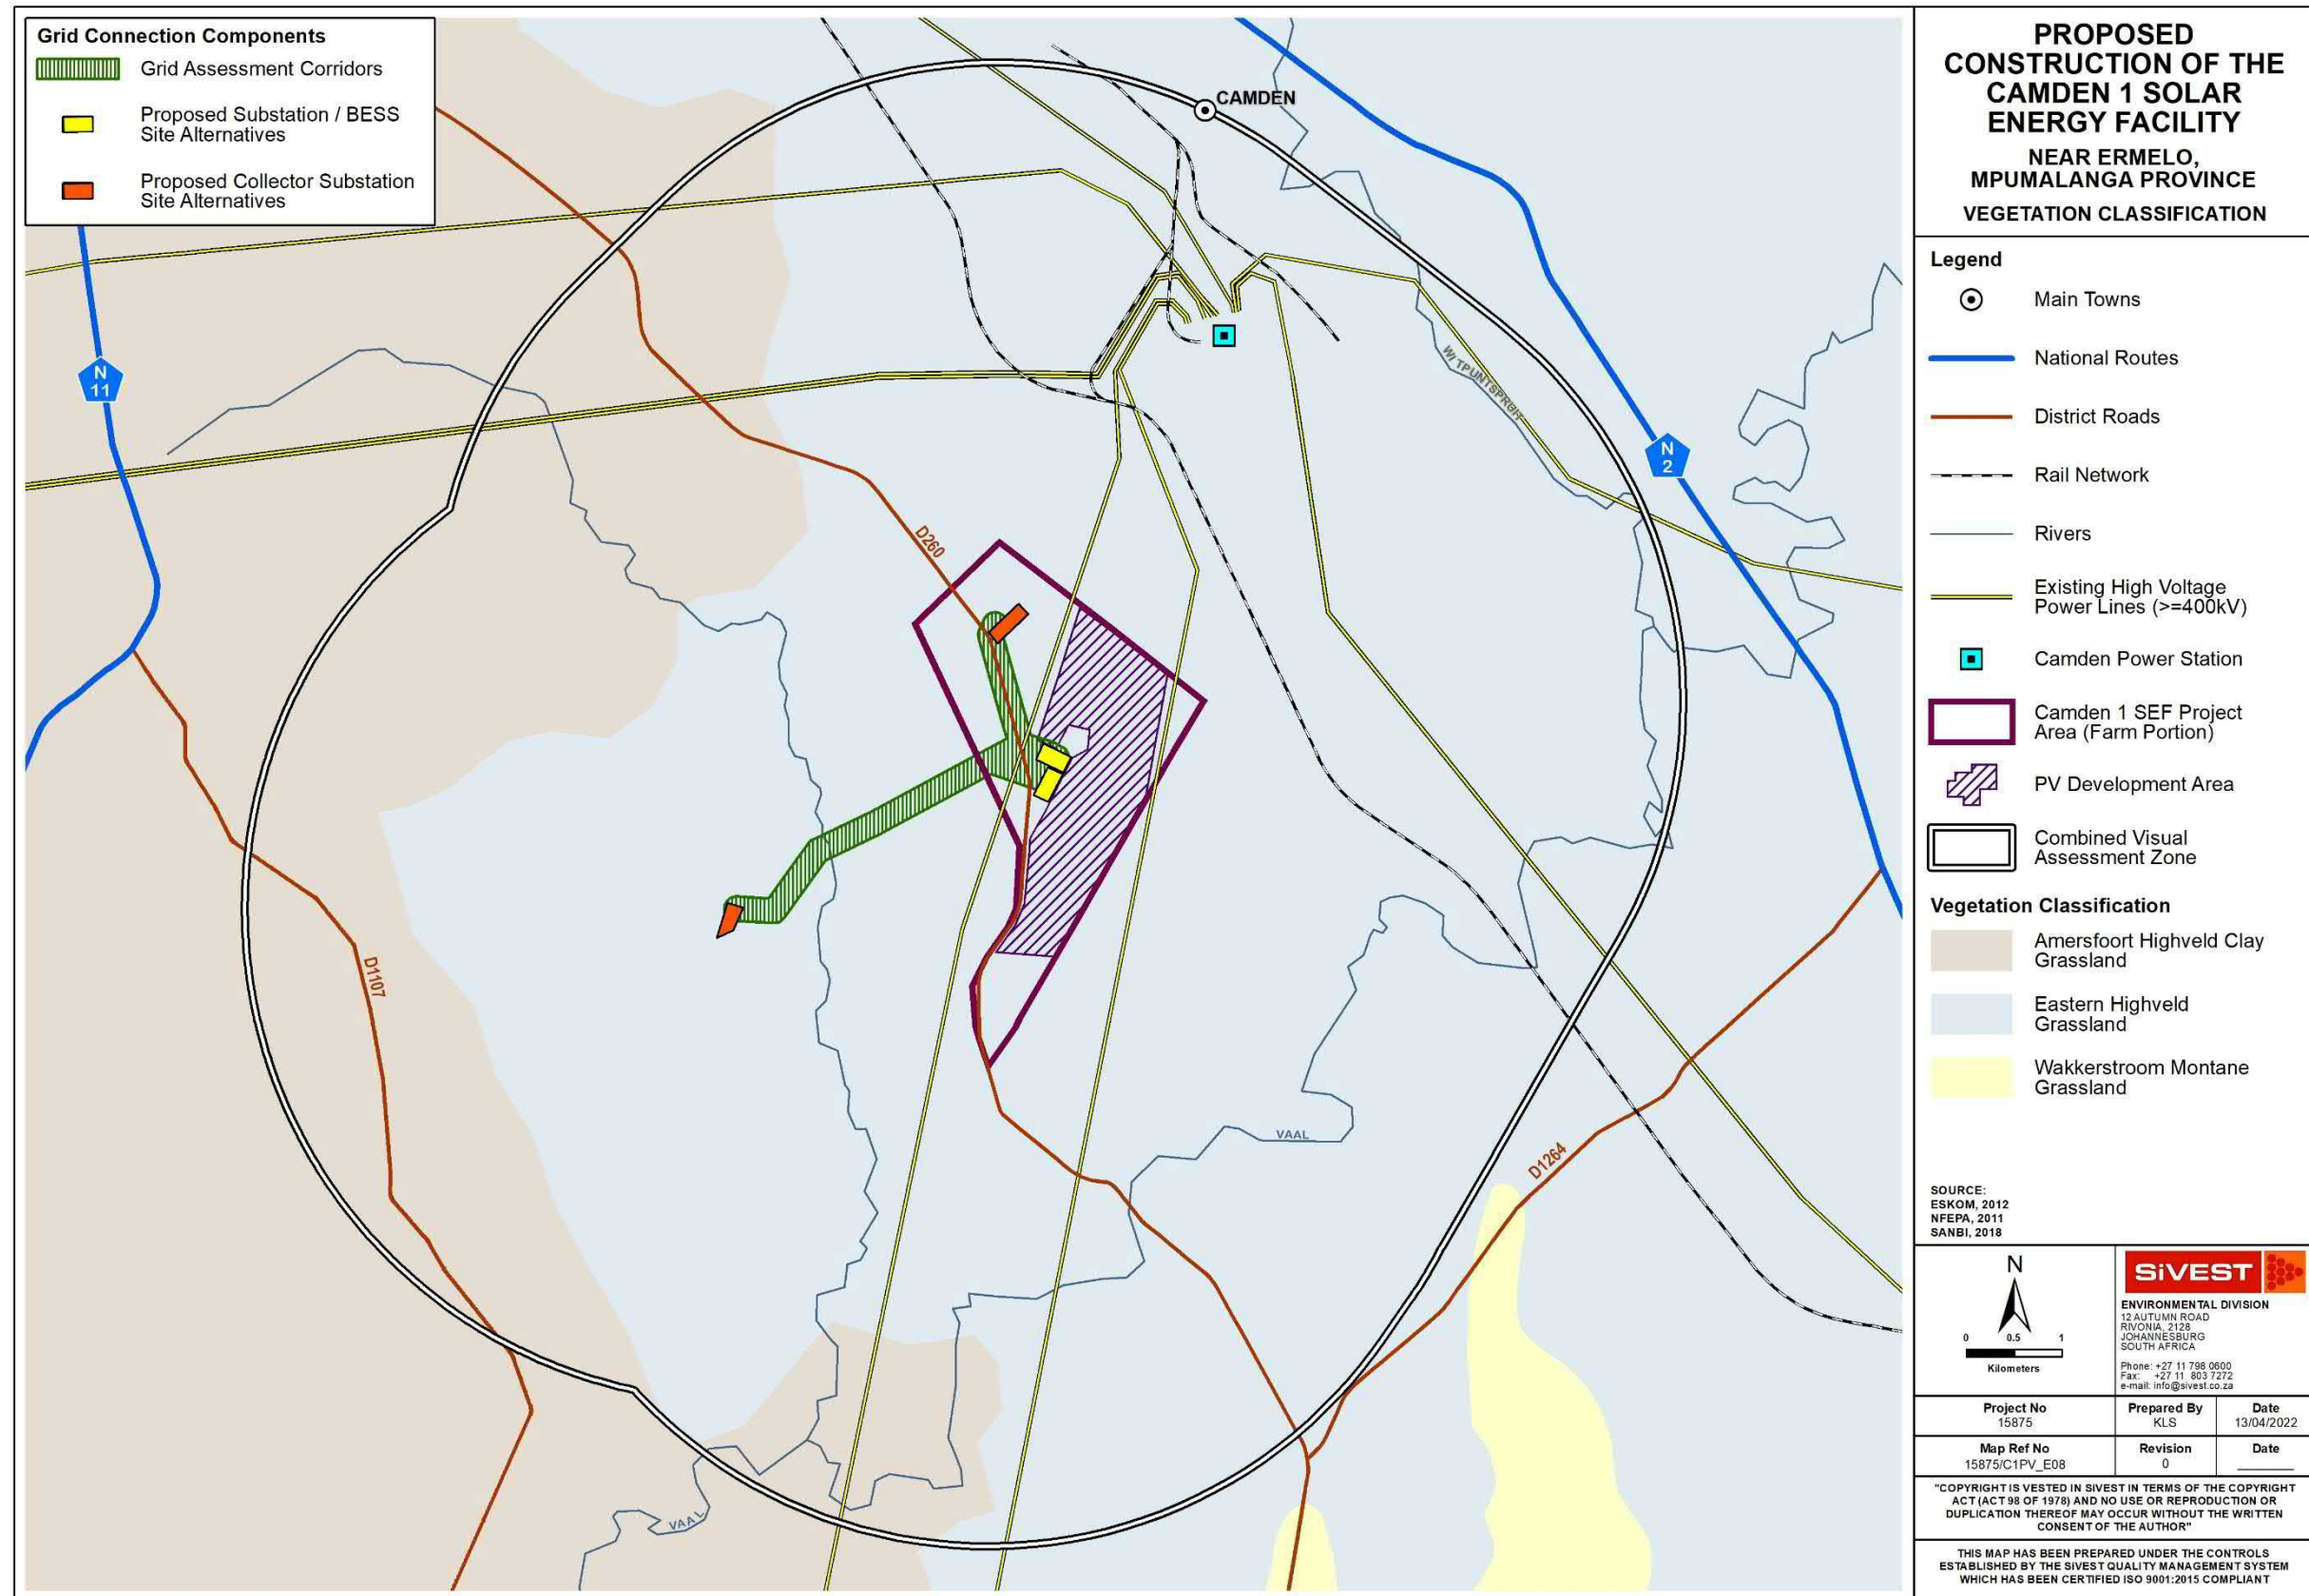 Grid Connection Components
Grid Assessment Corridors
Proposed Substation / BESS
Site Alternatives
Proposed Collector Substation
Site Alternatives
CAMDEN
N
11
N
2
WITPUNTSPRUIT
D260
D1107
VAAL
D1264
VAAL
PROPOSED
CONSTRUCTION OF THE
CAMDEN 1 SOLAR
ENERGY FACILITY
NEAR ERMELO,
MPUMALANGA PROVINCE
VEGETATION CLASSIFICATION
Legend
Main Towns
National Routes
District Roads
Rail Network
Rivers
Existing High Voltage
Power Lines (>=400kV)
Camden Power Station
Camden 1 SEF Project
Area (Farm Portion)
PV Development Area
Combined Visual
Assessment Zone
Vegetation Classification
Amersfoort Highveld Clay
Grassland
Eastern Highveld
Grassland
Wakkerstroom Montane
Grassland
SOURCE:
ESKOM, 2012
NFEPA, 2011
SANBI, 2018
N
0 0.5 1
Kilometers
SiVEST
ENVIRONMENTAL DIVISION
12 AUTUMN ROAD
RIVONIA, 2128
JOHANNESBURG
SOUTH AFRICA
Phone: +27 11 798 0600
Fax: +27 11 803 7272
e-mail: info@sivest.co.za
Project No
15875
Prepared By
KLS
Date
13/04/2022
Map Ref No
15875/C1PV_E08
Revision
0
Date
"COPYRIGHT IS VESTED IN SIVEST IN TERMS OF THE COPYRIGHT
ACT (ACT 98 OF 1978) AND NO USE OR REPRODUCTION OR
DUPLICATION THEREOF MAY OCCUR WITHOUT THE WRITTEN
CONSENT OF THE AUTHOR"
THIS MAP HAS BEEN PREPARED UNDER THE CONTROLS
ESTABLISHED BY THE SiVEST QUALITY MANAGEMENT SYSTEM
WHICH HAS BEEN CERTIFIED ISO 9001:2015 COMPLIANT